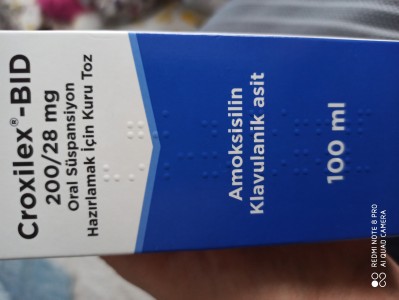 Croxilex®-BID
200/28 mg
Oral Süspansiyon
Hazırlamak İçin Kuru Toz
Amoksisilin
Klavulanik asit
100 ml
REDMI NOTE 8 PRO
AI QUAD CAMERA